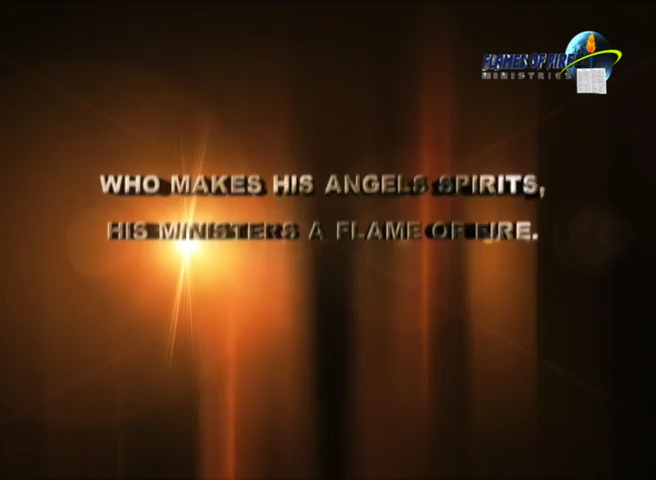 FLAMES OF FIRE
MINISTRIES
WHO MAKES HIS ANGELS SPIRITS,
HIS MINISTERS A FLAME OF FIRE.